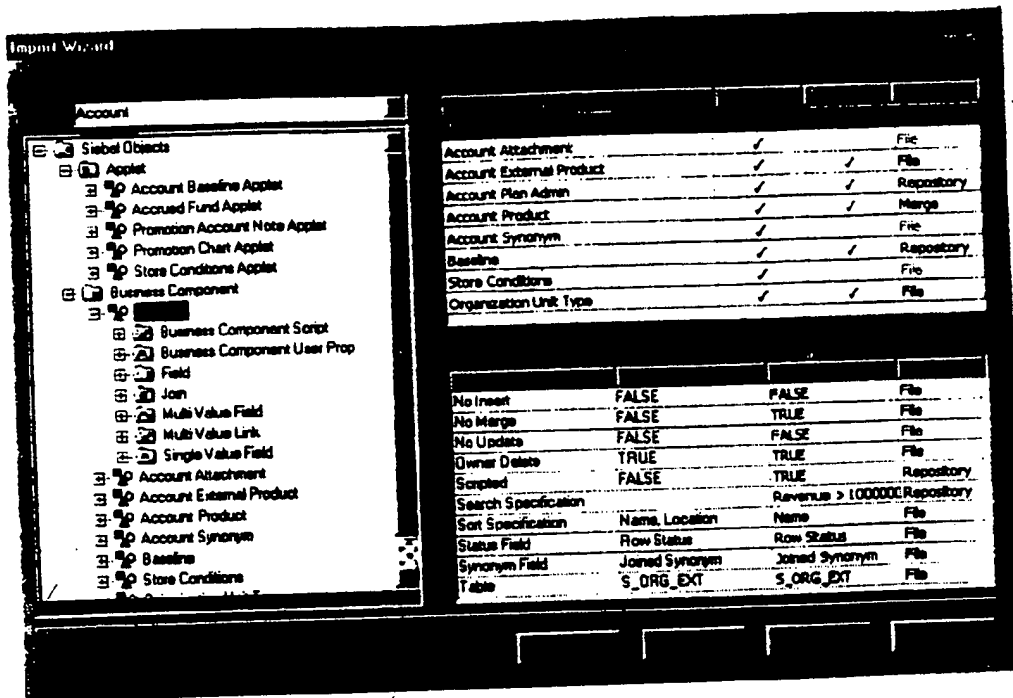 Import Wizard
Account
Siebel Objects
Applet
Account Baseline Applet
Accrued Fund Applet
Promotion Account Note Applet
Promotion Chart Applet
Store Conditions Applet
Business Component
Business Component Script
Business Component User Prop
Field
Join
Multi Value Field
Multi Value Link
Single Value Field
Account Attachment
Account External Product
Account Product
Account Synonym
Baseline
Store Conditions
Account Attachment ✓ File
Account External Product ✓ ✓ File
Account Plan Admin ✓ ✓ Repository
Account Product ✓ ✓ Merge
Account Synonym ✓ File
Baseline ✓ ✓ Repository
Store Conditions ✓ File
Organization Unit Type ✓ ✓ File
No Insert FALSE FALSE File
No Merge FALSE TRUE File
No Update FALSE FALSE File
Owner Delete TRUE TRUE File
Scripted FALSE TRUE Repository
Search Specification Revenue > 1000000 Repository
Sort Specification Name, Location Name File
Status Field Row Status Row Status File
Synonym Field Joined Synonym Joined Synonym File
Table S_ORG_EXT S_ORG_EXT File